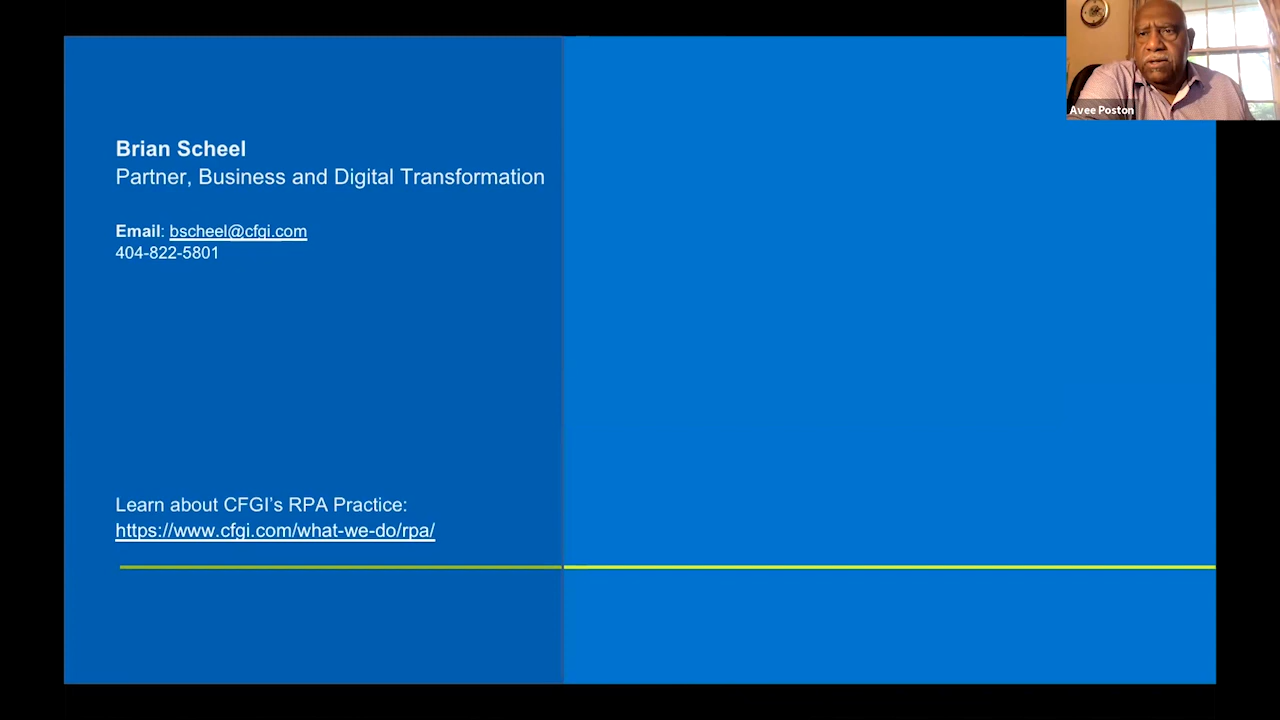 Brian Scheel
Partner, Business and Digital Transformation
Email: bscheel@cfgi.com
404-822-5801
Learn about CFGI’s RPA Practice:
https://www.cfgi.com/what-we-do/rpa/
Avee Poston